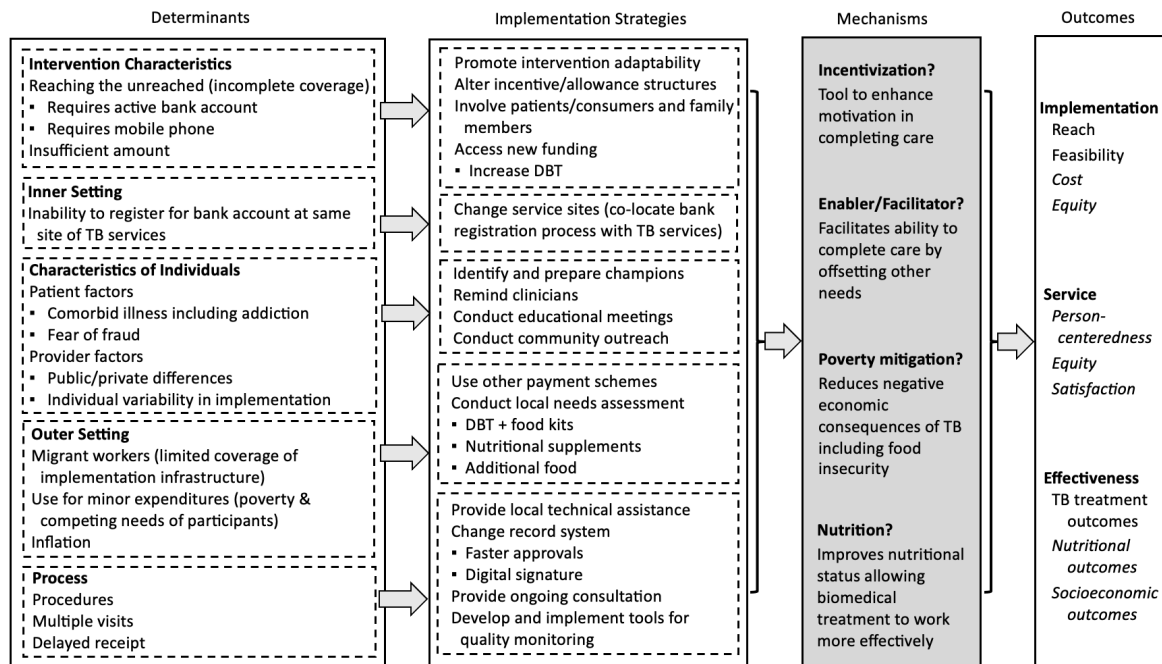 Determinants
Implementation Strategies
Mechanisms
Outcomes
Intervention Characteristics
Reaching the unreached (incomplete coverage)
▪ Requires active bank account
▪ Requires mobile phone
Insufficient amount
Inner Setting
Inability to register for bank account at same
site of TB services
Characteristics of Individuals
Patient factors
▪ Comorbid illness including addiction
▪ Fear of fraud
Provider factors
▪ Public/private differences
▪ Individual variability in implementation
Outer Setting
Migrant workers (limited coverage of
implementation infrastructure)
Use for minor expenditures (poverty &
competing needs of participants)
Inflation
Process
Procedures
Multiple visits
Delayed receipt
Promote intervention adaptability
Alter incentive/allowance structures
Involve patients/consumers and family
members
Access new funding
▪ Increase DBT
Change service sites (co-locate bank
registration process with TB services)
Identify and prepare champions
Remind clinicians
Conduct educational meetings
Conduct community outreach
Use other payment schemes
Conduct local needs assessment
▪ DBT + food kits
▪ Nutritional supplements
▪ Additional food
Provide local technical assistance
Change record system
▪ Faster approvals
▪ Digital signature
Provide ongoing consultation
Develop and implement tools for
quality monitoring
Incentivization?
Tool to enhance
motivation in
completing care
Enabler/Facilitator?
Facilitates ability to
complete care by
offsetting other
needs
Poverty mitigation?
Reduces negative
economic
consequences of TB
including food
insecurity
Nutrition?
Improves nutritional
status allowing
biomedical
treatment to work
more effectively
Implementation
Reach
Feasibility
Cost
Equity
Service
Person-
centeredness
Equity
Satisfaction
Effectiveness
TB treatment
outcomes
Nutritional
outcomes
Socioeconomic
outcomes